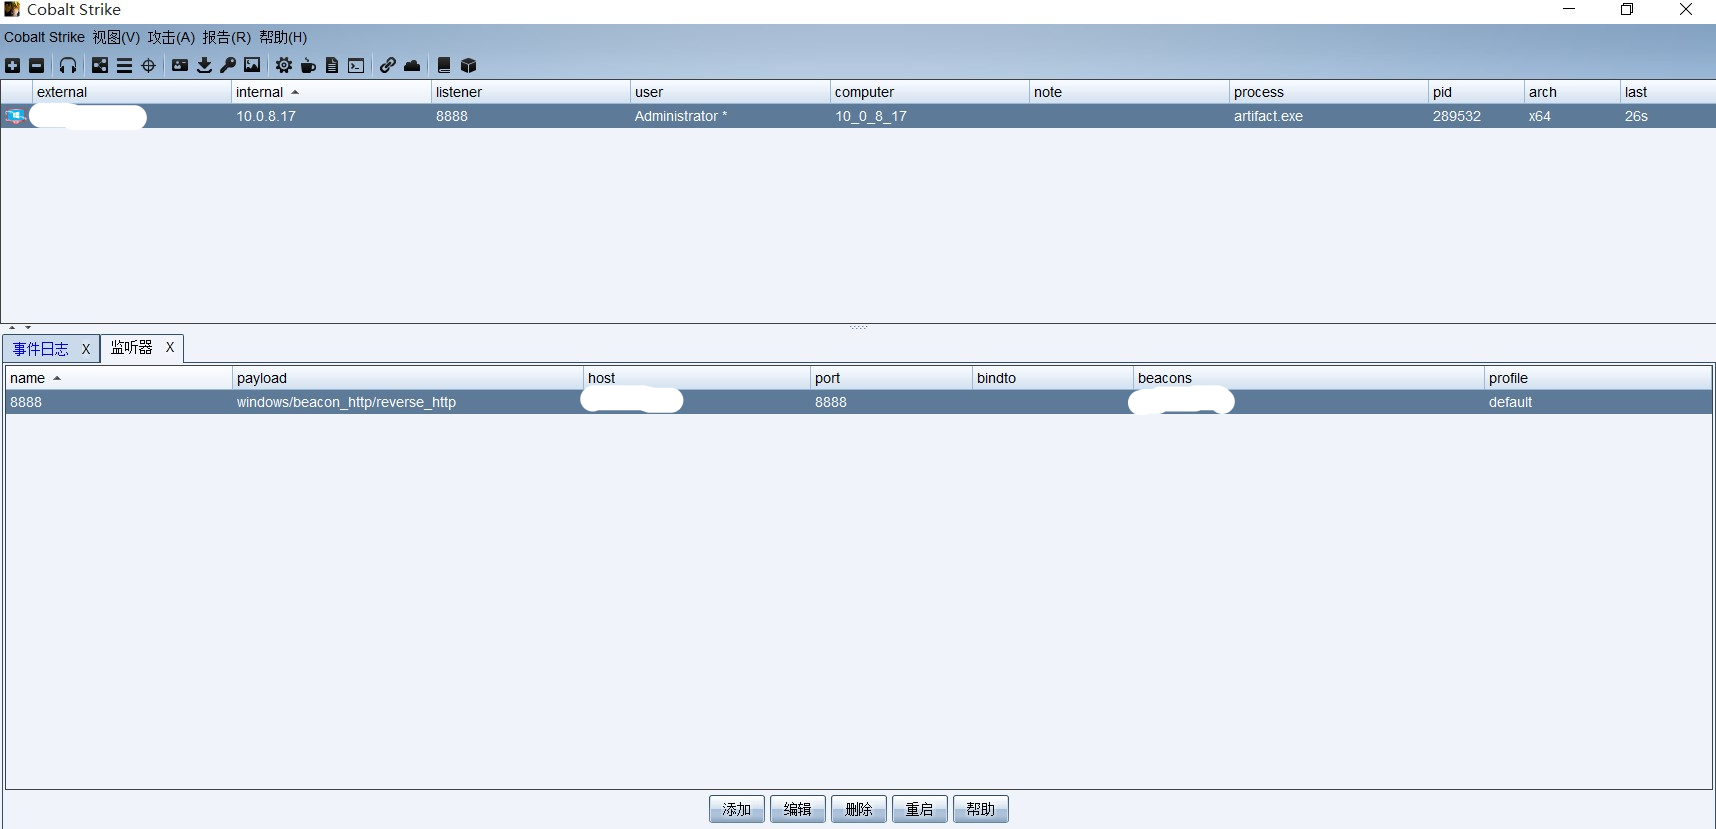 Cobalt Strike
Cobalt Strike 视图(V) 攻击(A) 报告(R) 帮助(H)
external internal listener user computer note process pid arch last
10.0.8.17 8888 Administrator * 10_0_8_17 artifact.exe 289532 x64 26s
事件日志 X 监听器 X
name payload host port bindto beacons profile
8888 windows/beacon_http/reverse_http 8888 default
添加 编辑 删除 重启 帮助